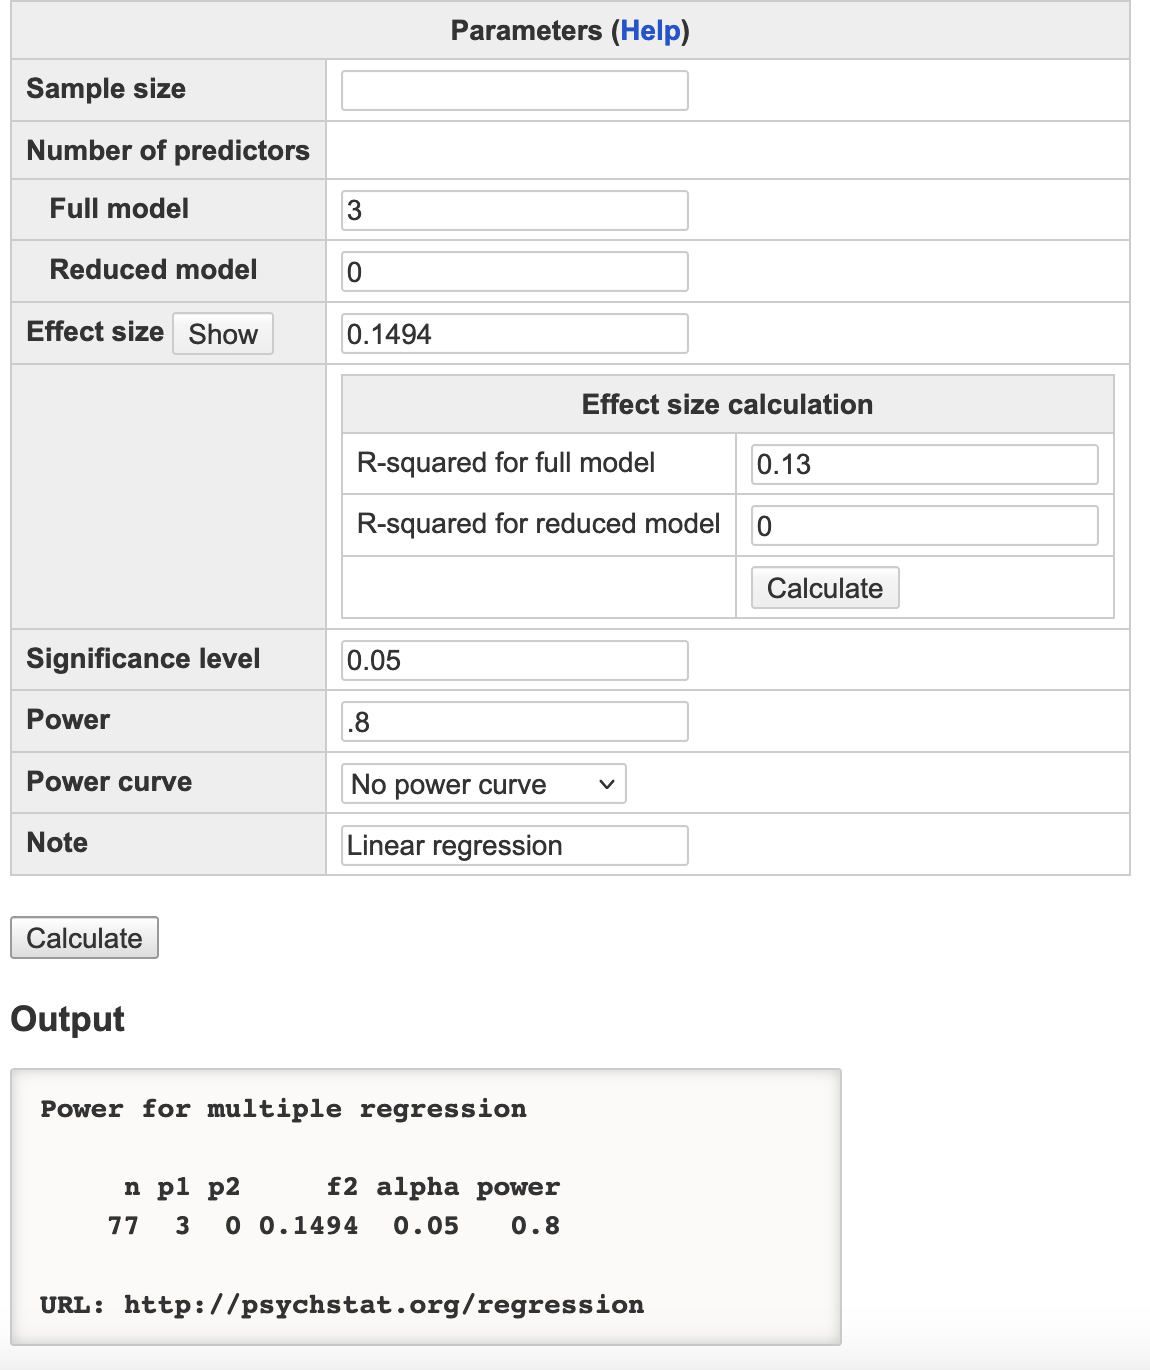 Parameters (Help)
Sample size
Number of predictors
Full model 3
Reduced model 0
Effect size Show 0.1494
Effect size calculation
R-squared for full model 0.13
R-squared for reduced model 0
Calculate
Significance level 0.05
Power .8
Power curve No power curve
Note Linear regression
Calculate
Output
Power for multiple regression
n p1 p2 f2 alpha power
77 3 0 0.1494 0.05 0.8
URL: http://psychstat.org/regression